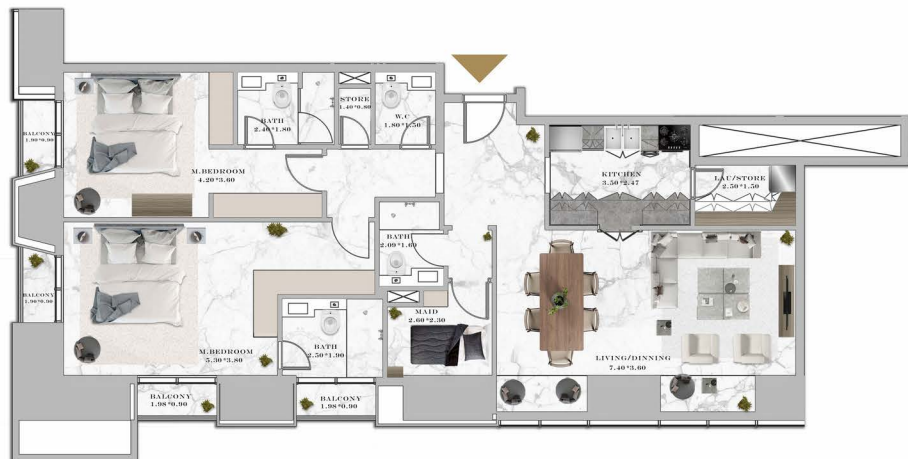 BALCONY
1.90*0.90
BATH
2.40*1.80
STORE
1.40*0.80
W.C
1.80*1.50
M.BEDROOM
4.20*3.60
KITCHEN
3.50*2.47
LAU/STORE
2.50*1.50
BATH
2.09*1.60
BALCONY
1.98*0.90
MAID
2.60*2.30
BATH
2.50*1.90
M.BEDROOM
5.30*3.80
LIVING/DINNING
7.40*3.60
BALCONY
1.98*0.90
BALCONY
1.98*0.90